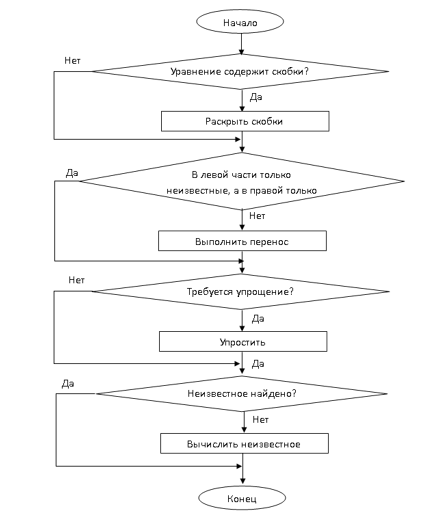 Начало
Нет
Уравнение содержит скобки?
Да
Раскрыть скобки
Да
В левой части только
неизвестные, а в правой только
Нет
Выполнить перенос
Нет
Требуется упрощение?
Да
Упростить
Да
Да
Неизвестное найдено?
Нет
Вычислить неизвестное
Конец